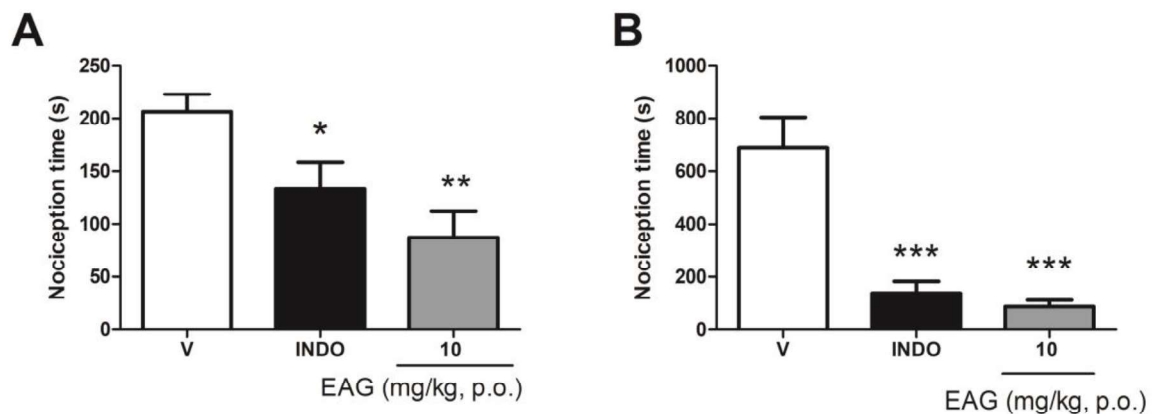 A
Nociception time (s)
250
200
150
100
50
0
*
**
V
INDO
10
EAG (mg/kg, p.o.)
B
Nociception time (s)
1000
800
600
400
200
0
***
***
V
INDO
10
EAG (mg/kg, p.o.)